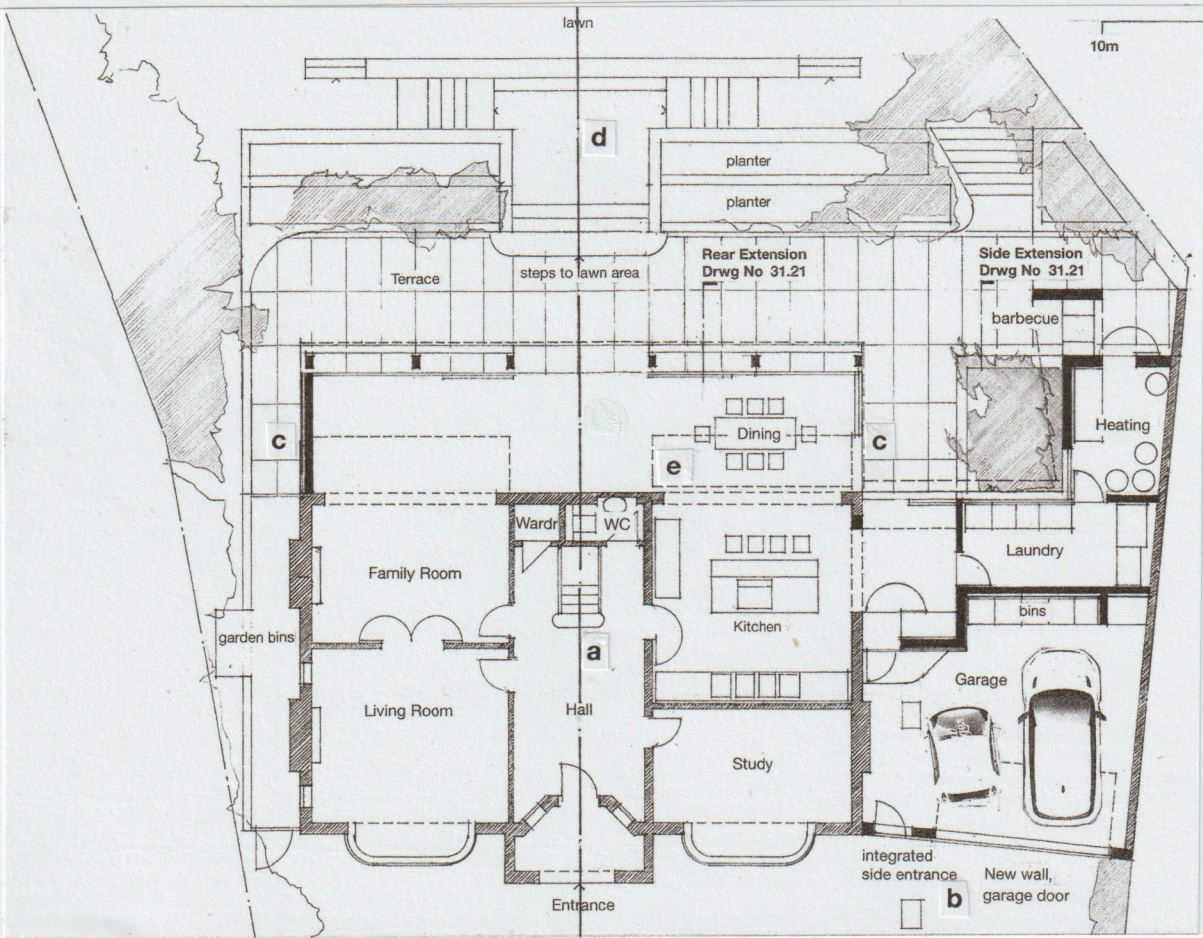 lawn
10m
d
planter
planter
Rear Extension
Drwg No 31.21
Side Extension
Drwg No 31.21
Terrace
steps to lawn area
barbecue
c
Dining
c
Heating
e
Wardr
WC
Laundry
Family Room
bins
Kitchen
garden bins
a
Garage
Living Room
Hall
Study
integrated
side entrance
New wall,
garage door
b
Entrance